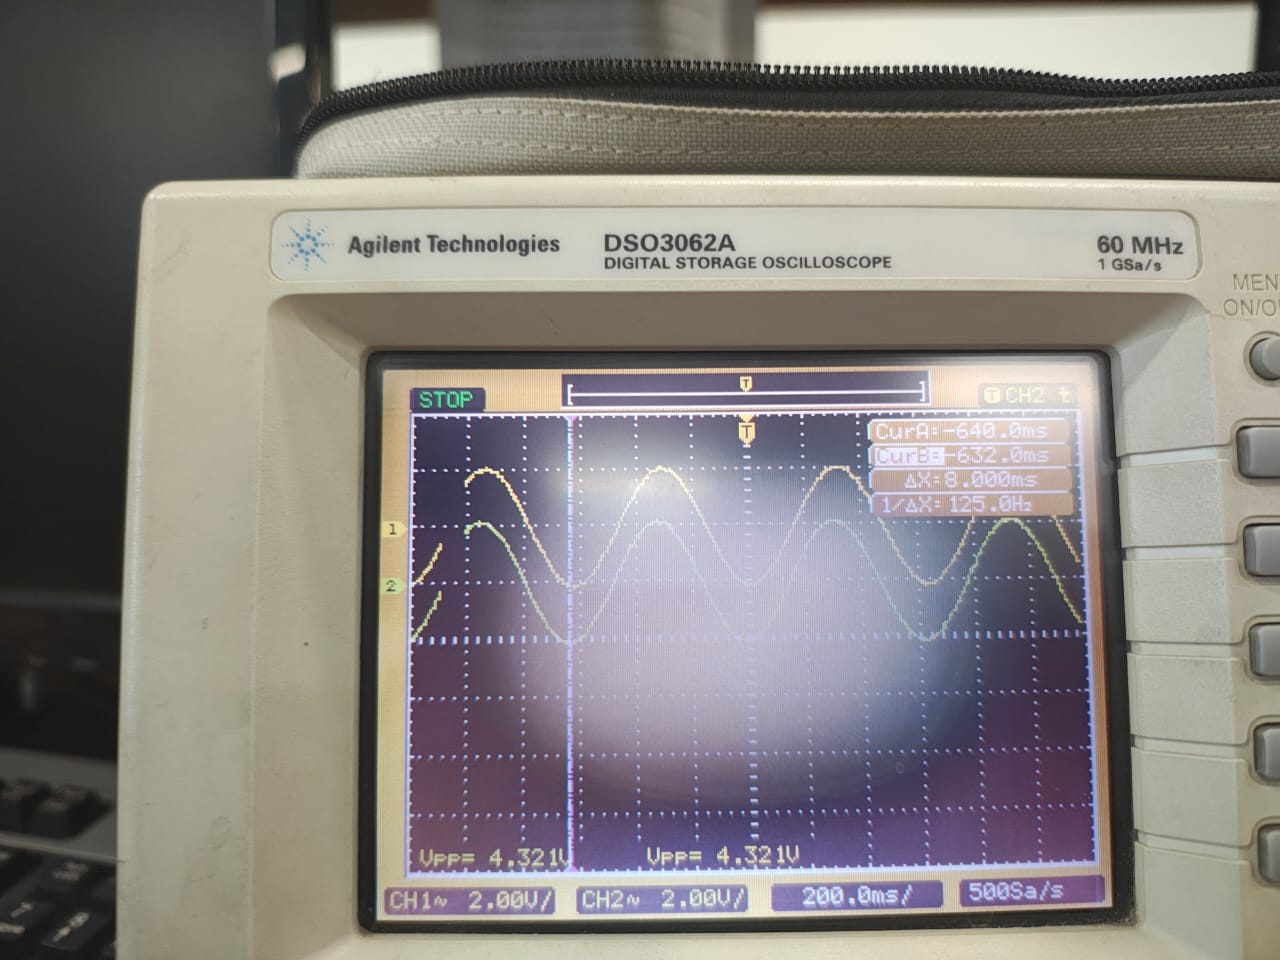 Agilent Technologies
DSO3062A
DIGITAL STORAGE OSCILLOSCOPE
60 MHz
1 GSa/s
MEN
ON/O
STOP
T
T CH2
T
CurA:-640.0ms
CurB=-632.0ms
ΔX:8.000ms
1/ΔX:125.0Hz
1
2
Vpp= 4.321V
Vpp= 4.321V
CH1~ 2.00V/
CH2~ 2.00V/
200.0ms/
500Sa/s